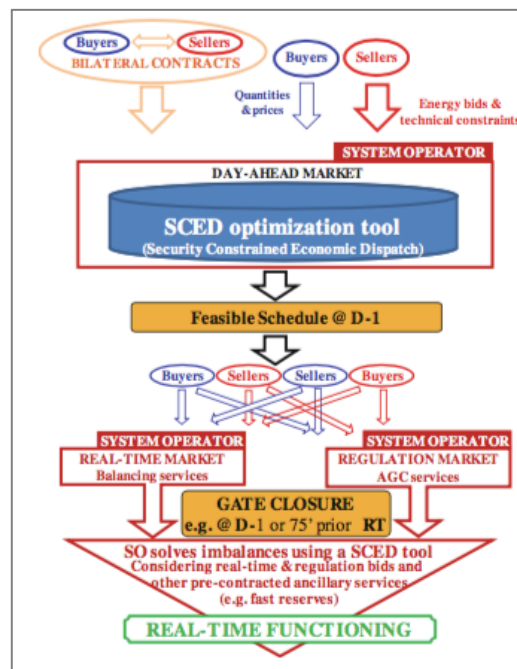 Buyers Sellers
BILATERAL CONTRACTS
Buyers
Sellers
Quantities
& prices
Energy bids &
technical constraints
SYSTEM OPERATOR
DAY-AHEAD MARKET
SCED optimization tool
(Security Constrained Economic Dispatch)
Feasible Schedule @ D-1
Buyers Sellers Sellers Buyers
SYSTEM OPERATOR
REAL-TIME MARKET
Balancing services
SYSTEM OPERATOR
REGULATION MARKET
AGC services
GATE CLOSURE
e.g. @ D-1 or 75' prior RT
SO solves imbalances using a SCED tool
Considering real-time & regulation bids and
other pre-contracted ancillary services
(e.g. fast reserves)
REAL-TIME FUNCTIONING